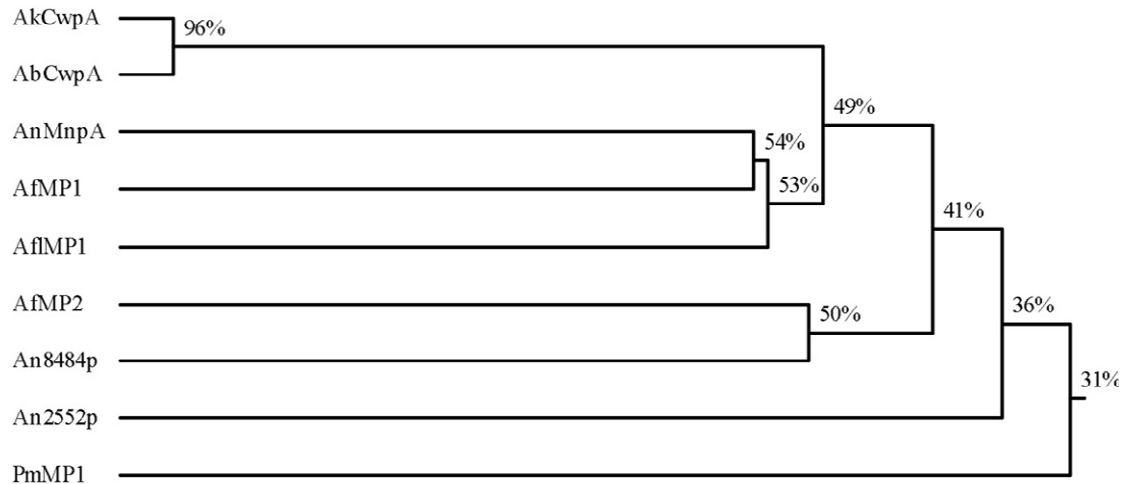 AkCwpA
96%
AbCwpA
49%
AnMnpA
54%
AfMP1
53%
41%
AflMP1
AfMP2
50%
36%
An8484p
31%
An2552p
PmMP1